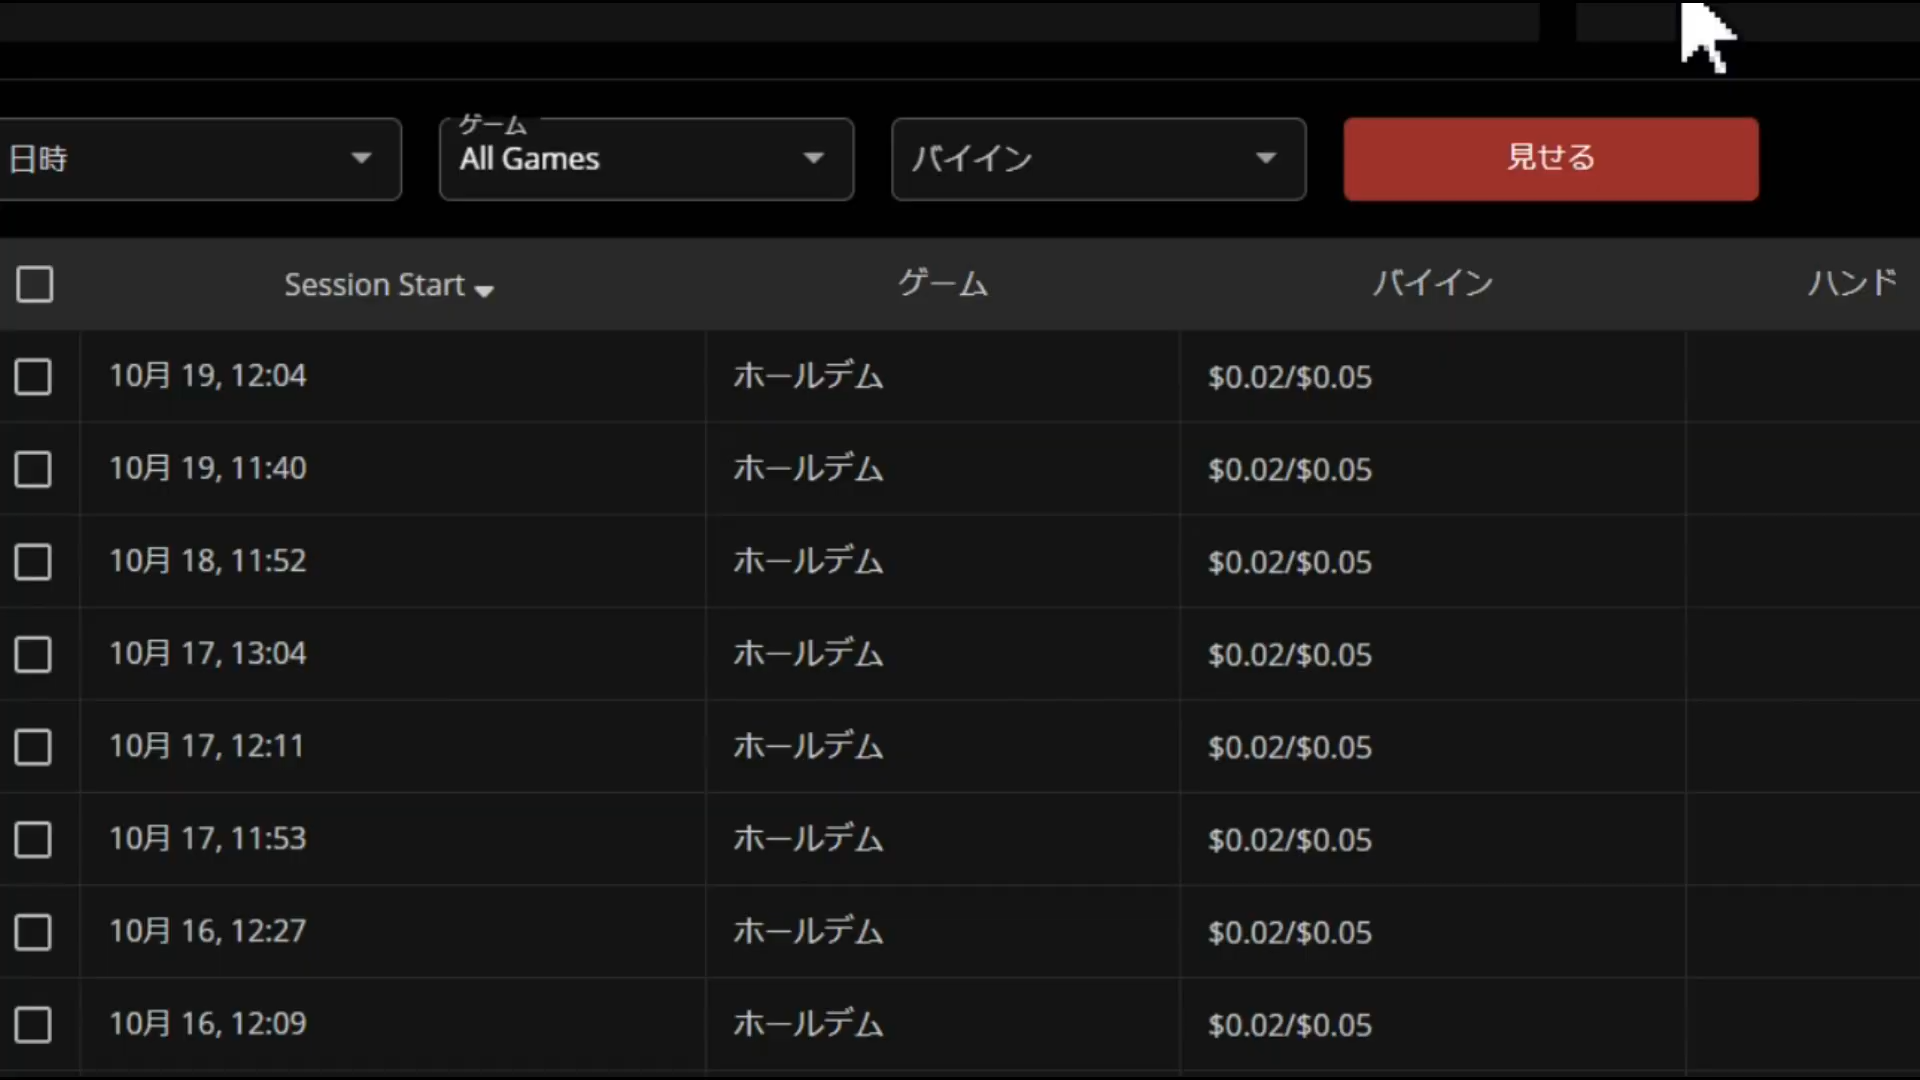 日時 ゲーム All Games バイイン 見せる
Session Start ゲーム バイイン ハンド
10月 19, 12:04 ホールデム $0.02/$0.05
10月 19, 11:40 ホールデム $0.02/$0.05
10月 18, 11:52 ホールデム $0.02/$0.05
10月 17, 13:04 ホールデム $0.02/$0.05
10月 17, 12:11 ホールデム $0.02/$0.05
10月 17, 11:53 ホールデム $0.02/$0.05
10月 16, 12:27 ホールデム $0.02/$0.05
10月 16, 12:09 ホールデム $0.02/$0.05